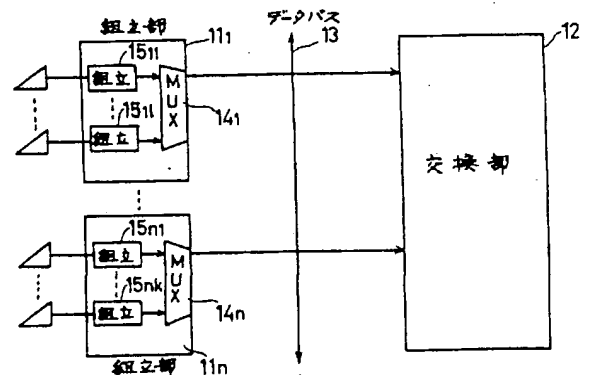 組立部
データバス
11₁
13
12
15₁₁
組立
MUX
14₁
15₁l
組立
交換部
15n1
組立
MUX
14n
15nk
組立
組立部
11n